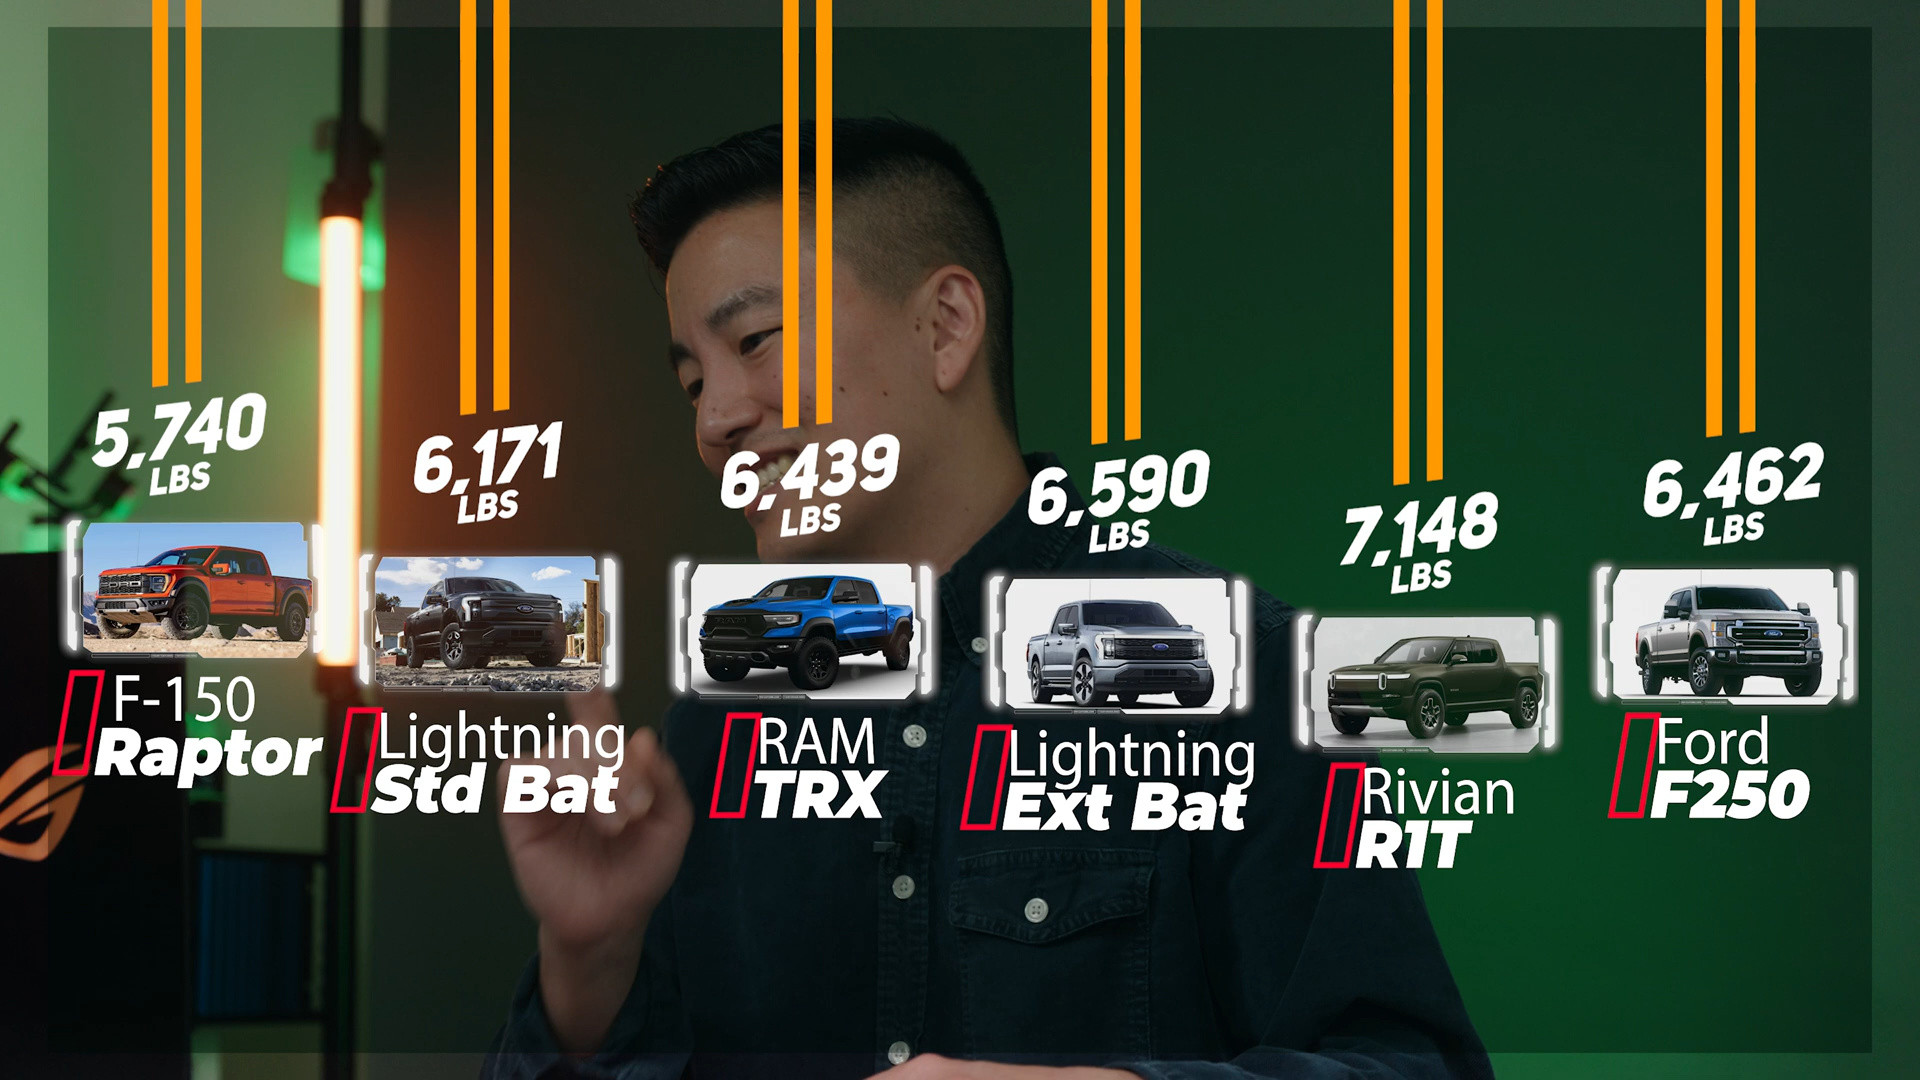 5,740
LBS
F-150
Raptor
6,171
LBS
Lightning
Std Bat
6,439
LBS
RAM
TRX
6,590
LBS
Lightning
Ext Bat
7,148
LBS
Rivian
R1T
6,462
LBS
Ford
F250